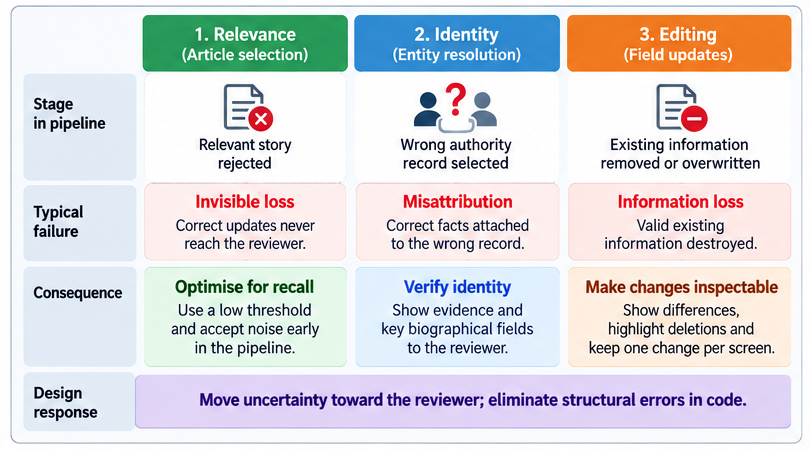 1. Relevance
(Article selection)
2. Identity
(Entity resolution)
3. Editing
(Field updates)
Stage
in pipeline
Relevant story
rejected
?
Wrong authority
record selected
Existing information
removed or overwritten
Typical
failure
Invisible loss
Correct updates never
reach the reviewer.
Misattribution
Correct facts attached
to the wrong record.
Information loss
Valid existing
information destroyed.
Consequence
Optimise for recall
Use a low threshold
and accept noise early
in the pipeline.
Verify identity
Show evidence and
key biographical fields
to the reviewer.
Make changes inspectable
Show differences,
highlight deletions and
keep one change per screen.
Design
response
Move uncertainty toward the reviewer; eliminate structural errors in code.